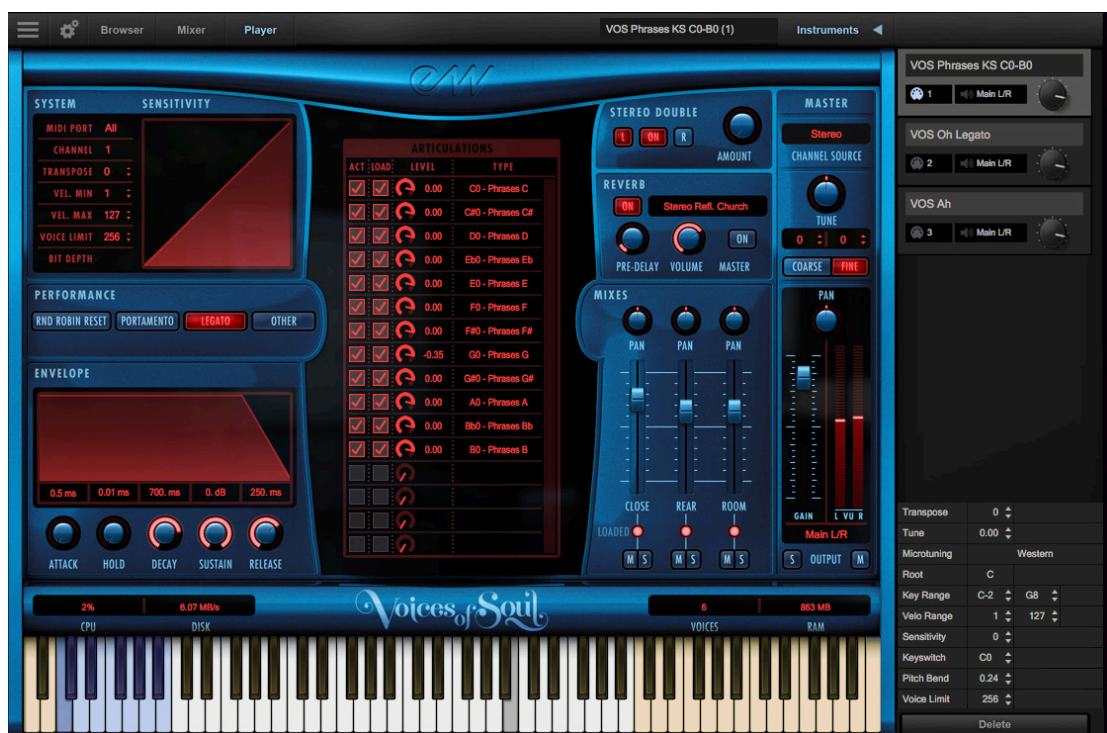 Browser Mixer Player VOS Phrases KS C0-B0 (1) Instruments
EW
SYSTEM SENSITIVITY
MIDI PORT All
CHANNEL 1
TRANSPOSE 0
VEL. MIN 1
VEL. MAX 127
VOICE LIMIT 256
BIT DEPTH
PERFORMANCE
RND ROBIN RESET PORTAMENTO LEGATO OTHER
ENVELOPE
0.5 ms 0.01 ms 700. ms 0. dB 250. ms
ATTACK HOLD DECAY SUSTAIN RELEASE
ARTICULATIONS
ACT LOAD LEVEL TYPE
0.00 C0 - Phrases C
0.00 C#0 - Phrases C#
0.00 D0 - Phrases D
0.00 Eb0 - Phrases Eb
0.00 E0 - Phrases E
0.00 F0 - Phrases F
0.00 F#0 - Phrases F#
-0.35 G0 - Phrases G
0.00 G#0 - Phrases G#
0.00 A0 - Phrases A
0.00 Bb0 - Phrases Bb
0.00 B0 - Phrases B
STEREO DOUBLE
L ON R
AMOUNT
REVERB
ON Stereo Refl. Church
ON
PRE-DELAY VOLUME MASTER
MIXES
PAN PAN PAN
CLOSE REAR ROOM
LOADED
M S M S M S
MASTER
Stereo
CHANNEL SOURCE
TUNE
0 0
COARSE FINE
PAN
GAIN L VU R
Main L/R
S OUTPUT M
2% 6.07 MB/s
CPU DISK
Voices of Soul
6 863 MB
VOICES RAM
VOS Phrases KS C0-B0
1 Main L/R
VOS Oh Legato
2 Main L/R
VOS Ah
3 Main L/R
Transpose 0
Tune 0.00
Microtuning Western
Root C
Key Range C-2 G8
Velo Range 1 127
Sensitivity 0
Keyswitch C0
Pitch Bend 0.24
Voice Limit 256
Delete